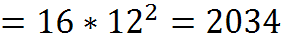 = 16 * 12² = 2034